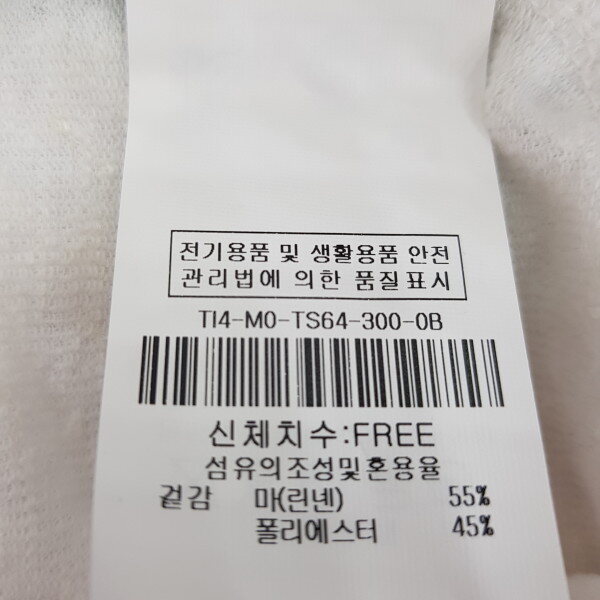 전기용품 및 생활용품 안전
관리법에 의한 품질표시
TI4-M0-TS64-300-0B
신체치수:FREE
섬유의조성및혼용율
겉감 마(린넨) 55%
폴리에스터 45%